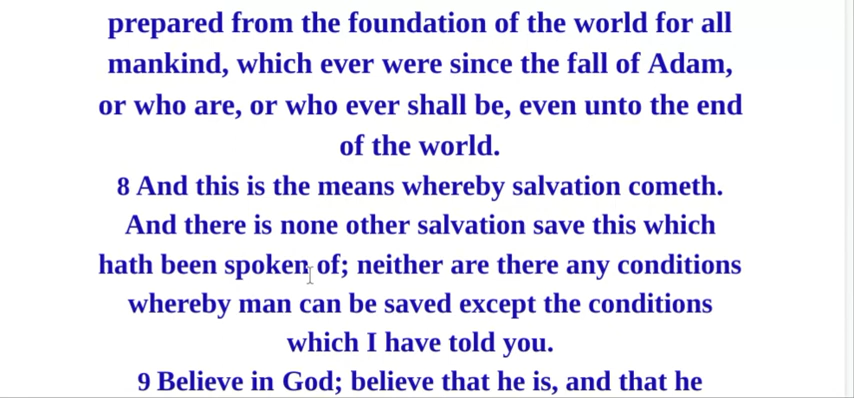 prepared from the foundation of the world for all
mankind, which ever were since the fall of Adam,
or who are, or who ever shall be, even unto the end
of the world.
8 And this is the means whereby salvation cometh.
And there is none other salvation save this which
hath been spoken of; neither are there any conditions
whereby man can be saved except the conditions
which I have told you.
9 Believe in God; believe that he is, and that he